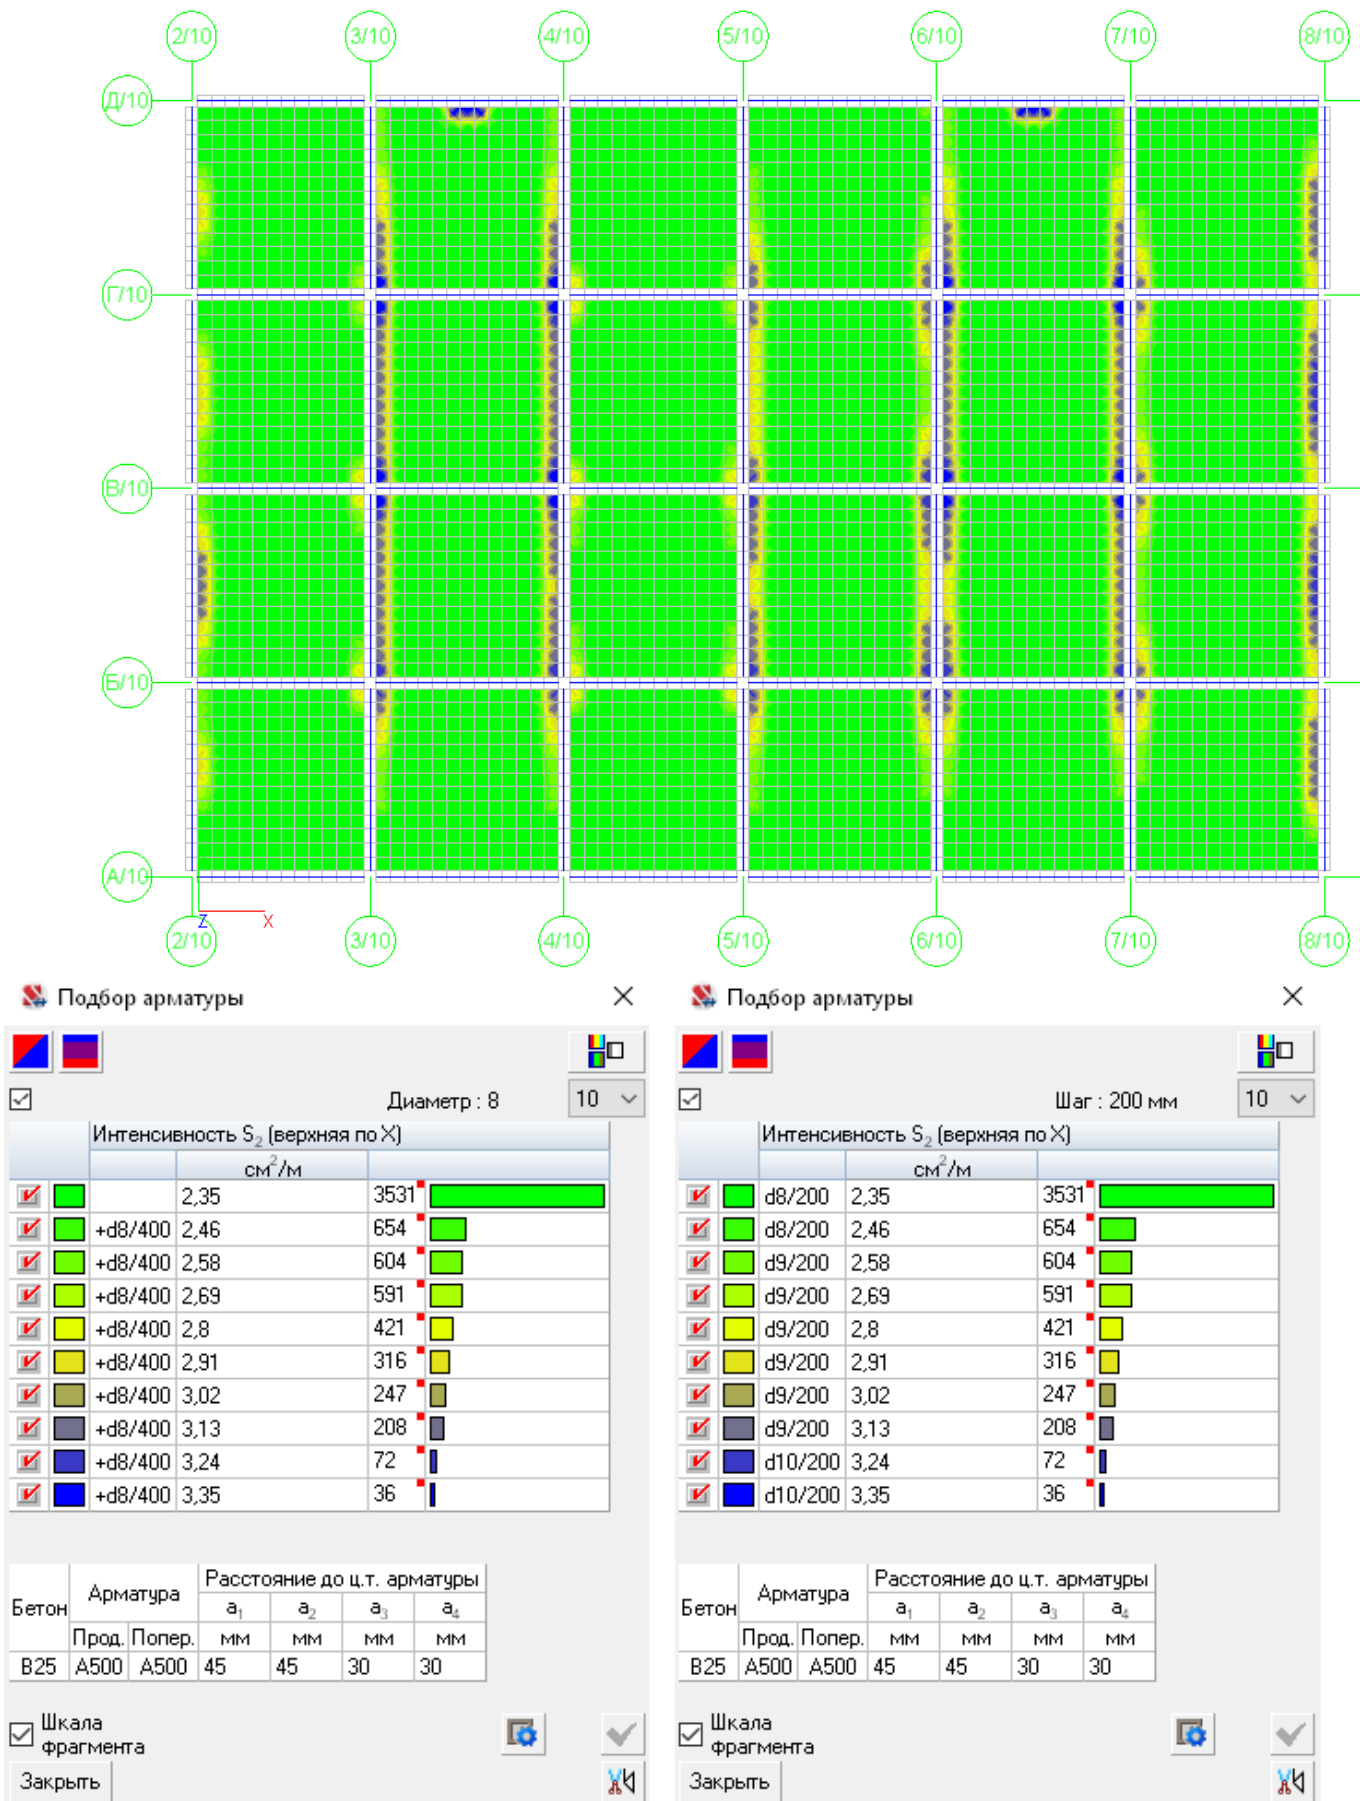 2/10 3/10 4/10 5/10 6/10 7/10 8/10
Д/10
Г/10
В/10
Б/10
А/10
Z X
2/10 3/10 4/10 5/10 6/10 7/10 8/10
Подбор арматуры
Диаметр : 8 10
Интенсивность S₂ (верхняя по X)
см²/м
2,35 3531
+d8/400 2,46 654
+d8/400 2,58 604
+d8/400 2,69 591
+d8/400 2,8 421
+d8/400 2,91 316
+d8/400 3,02 247
+d8/400 3,13 208
+d8/400 3,24 72
+d8/400 3,35 36
Бетон Арматура Расстояние до ц.т. арматуры
a₁ a₂ a₃ a₄
Прод. Попер. мм мм мм мм
B25 A500 A500 45 45 30 30
Шкала
фрагмента
Закрыть
Подбор арматуры
Шаг : 200 мм 10
Интенсивность S₂ (верхняя по X)
см²/м
d8/200 2,35 3531
d8/200 2,46 654
d9/200 2,58 604
d9/200 2,69 591
d9/200 2,8 421
d9/200 2,91 316
d9/200 3,02 247
d9/200 3,13 208
d10/200 3,24 72
d10/200 3,35 36
Бетон Арматура Расстояние до ц.т. арматуры
a₁ a₂ a₃ a₄
Прод. Попер. мм мм мм мм
B25 A500 A500 45 45 30 30
Шкала
фрагмента
Закрыть